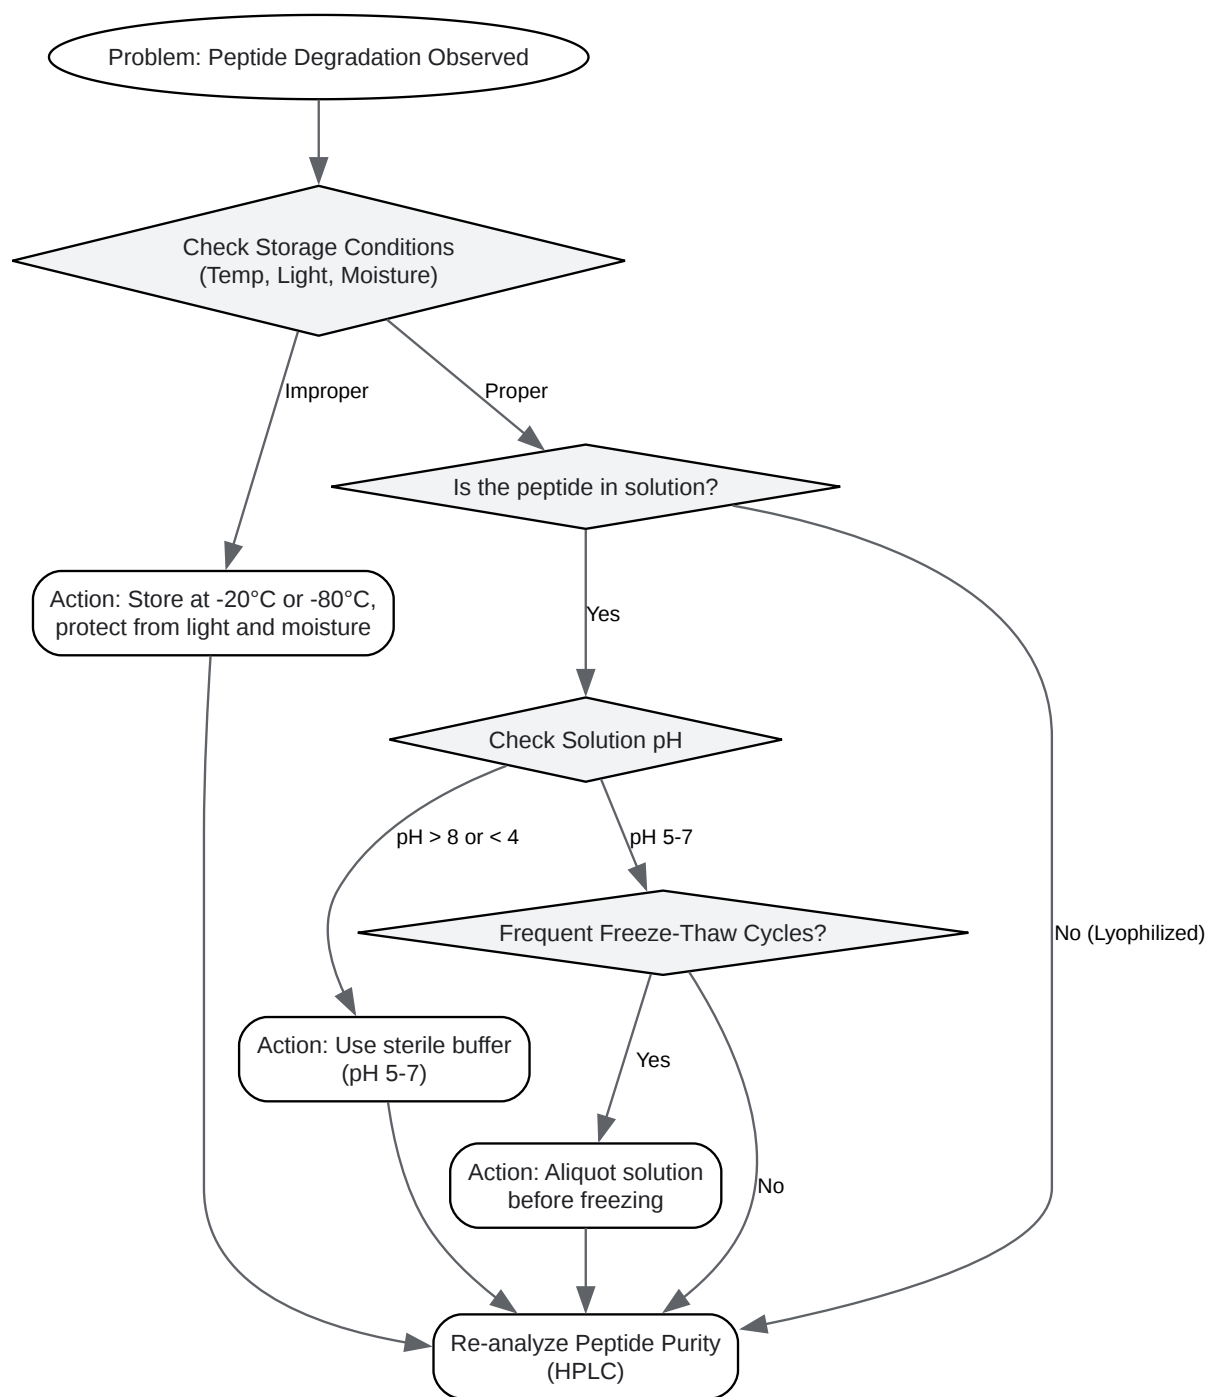 Problem: Peptide Degradation Observed
Check Storage Conditions
(Temp, Light, Moisture)
Improper
Proper
Is the peptide in solution?
Action: Store at -20°C or -80°C,
protect from light and moisture
Yes
Check Solution pH
pH > 8 or < 4
pH 5-7
Frequent Freeze-Thaw Cycles?
No (Lyophilized)
Action: Use sterile buffer
(pH 5-7)
Yes
Action: Aliquot solution
before freezing
No
Re-analyze Peptide Purity
(HPLC)